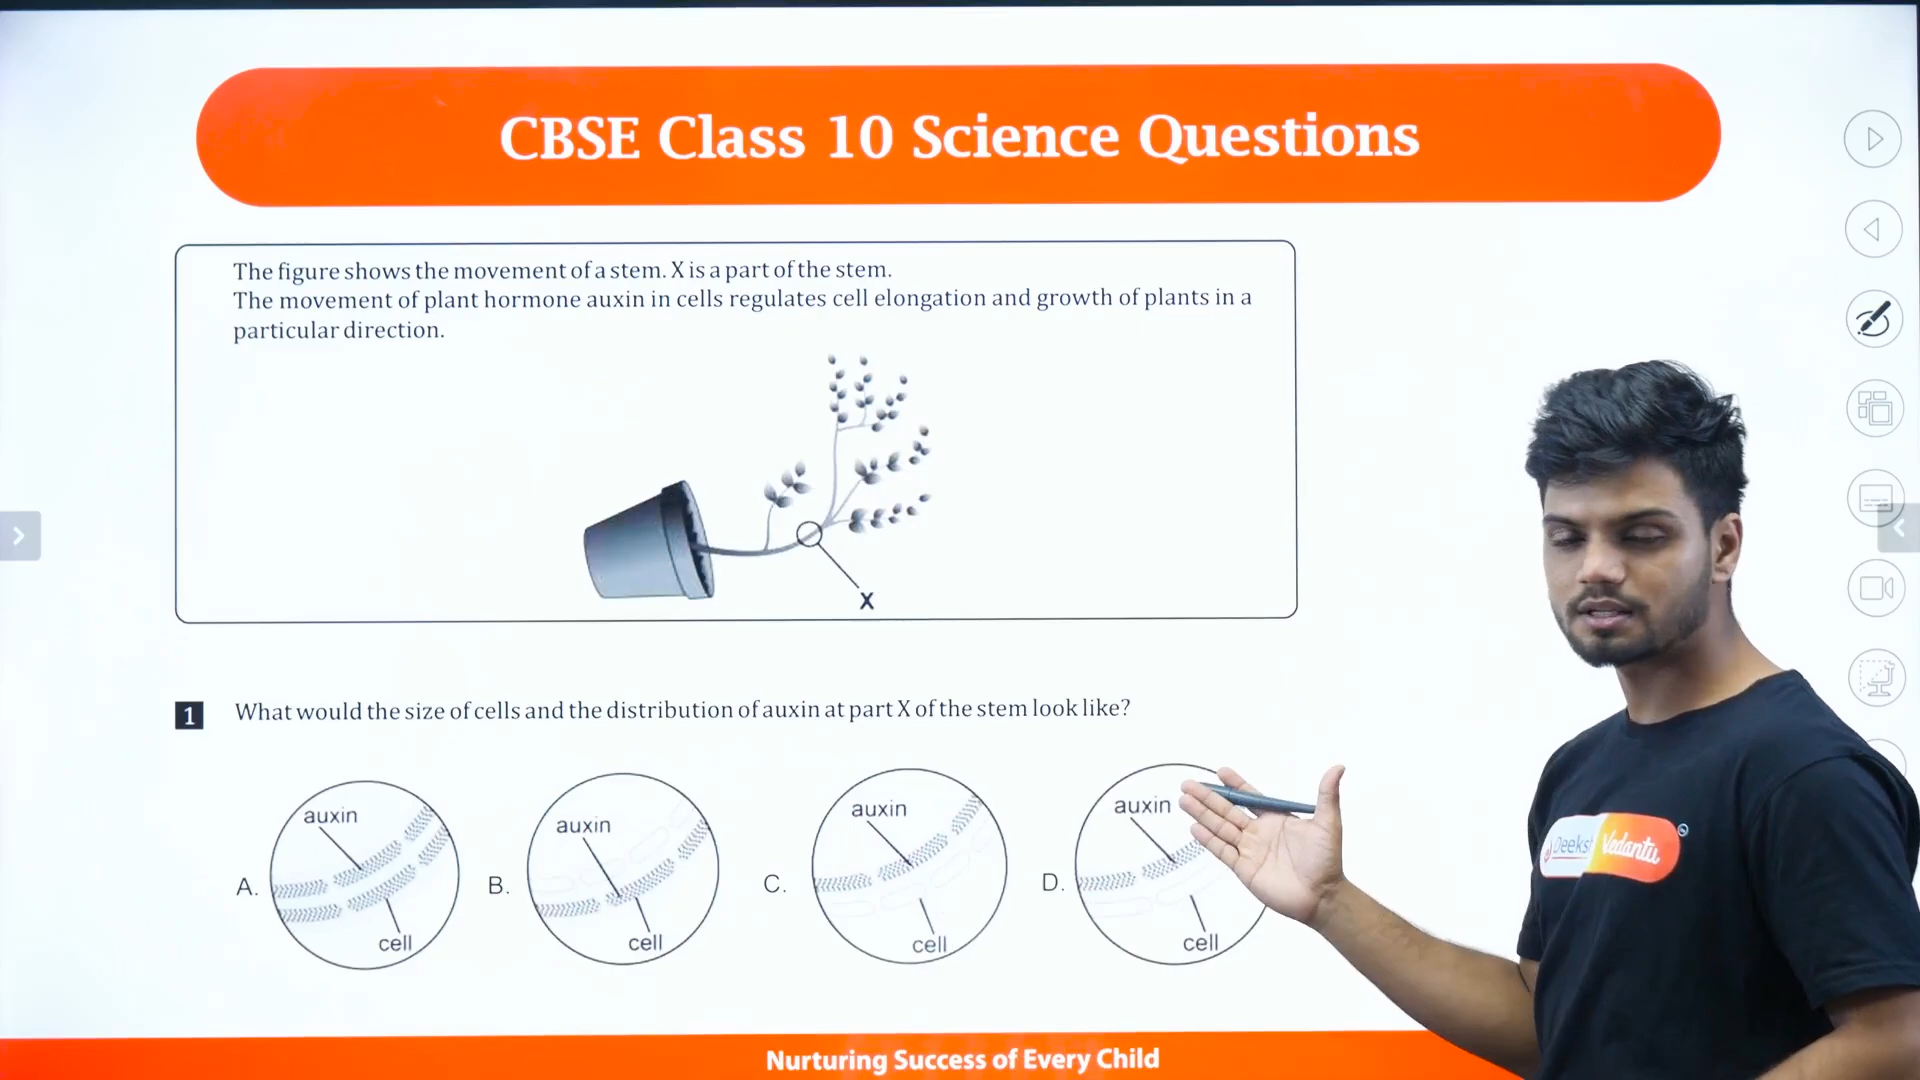 CBSE Class 10 Science Questions
The figure shows the movement of a stem. X is a part of the stem.
The movement of plant hormone auxin in cells regulates cell elongation and growth of plants in a
particular direction.
X
1 What would the size of cells and the distribution of auxin at part X of the stem look like?
A. auxin cell
B. auxin cell
C. auxin cell
D. auxin cell
Vedantu
Nurturing Success of Every Child